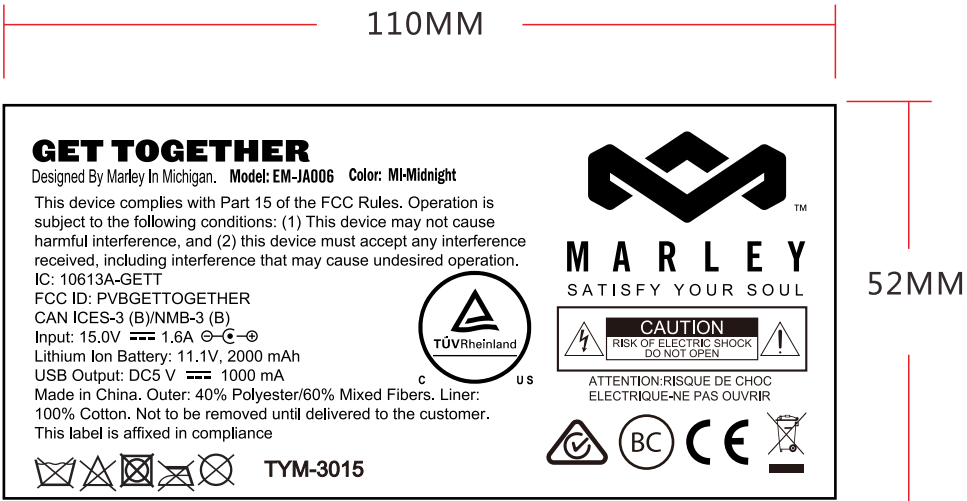 110MM
52MM
GET TOGETHER
Designed By Marley In Michigan. Model: EM-JA006 Color: MI-Midnight
This device complies with Part 15 of the FCC Rules. Operation is
subject to the following conditions: (1) This device may not cause
harmful interference, and (2) this device must accept any interference
received, including interference that may cause undesired operation.
IC: 10613A-GETT
FCC ID: PVBGETTOGETHER
CAN ICES-3 (B)/NMB-3 (B)
Input: 15.0V 1.6A
Lithium Ion Battery: 11.1V, 2000 mAh
USB Output: DC5 V 1000 mA
Made in China. Outer: 40% Polyester/60% Mixed Fibers. Liner:
100% Cotton. Not to be removed until delivered to the customer.
This label is affixed in compliance
TYM-3015
TÜVRheinland
C US
TM
MARLEY
SATISFY YOUR SOUL
CAUTION
RISK OF ELECTRIC SHOCK
DO NOT OPEN
ATTENTION:RISQUE DE CHOC
ELECTRIQUE-NE PAS OUVRIR
BC
CE